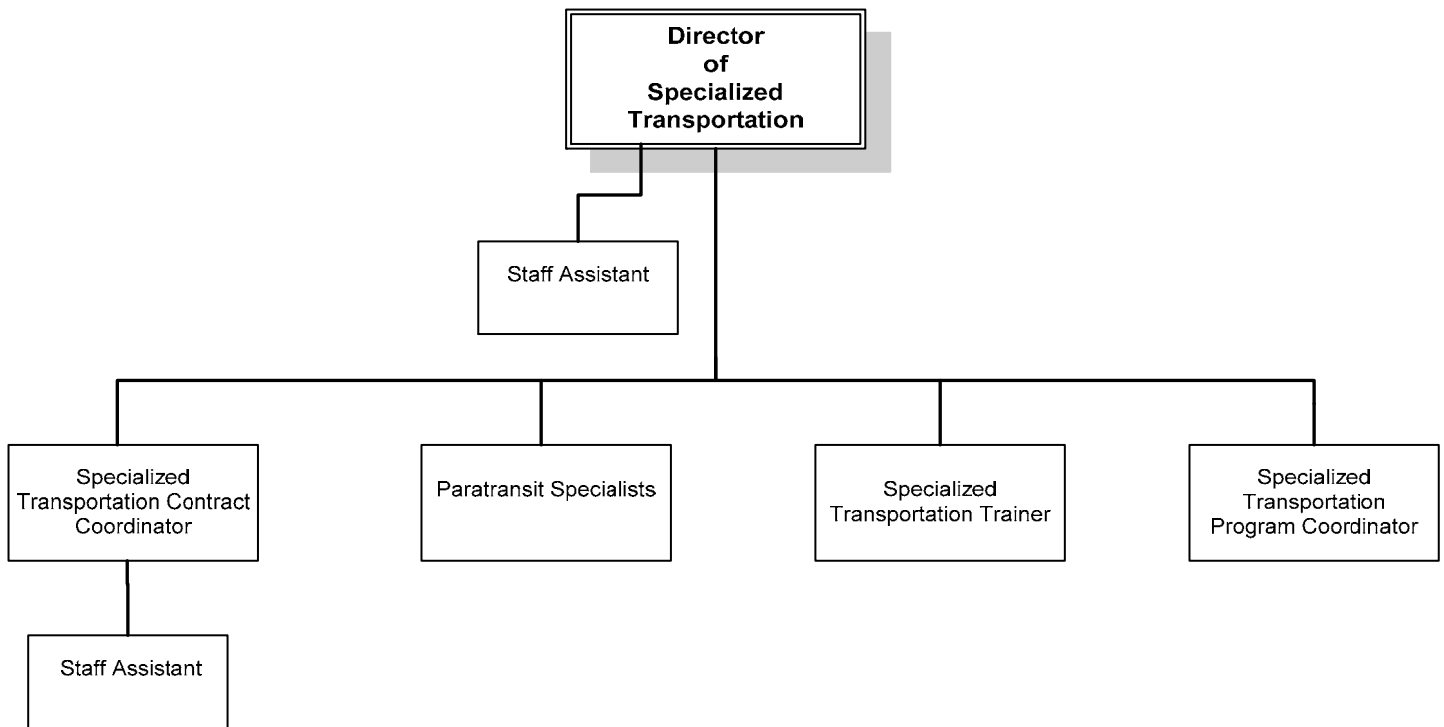 Director
of
Specialized
Transportation
Staff Assistant
Specialized
Transportation Contract
Coordinator
Paratransit Specialists
Specialized
Transportation Trainer
Specialized
Transportation
Program Coordinator
Staff Assistant